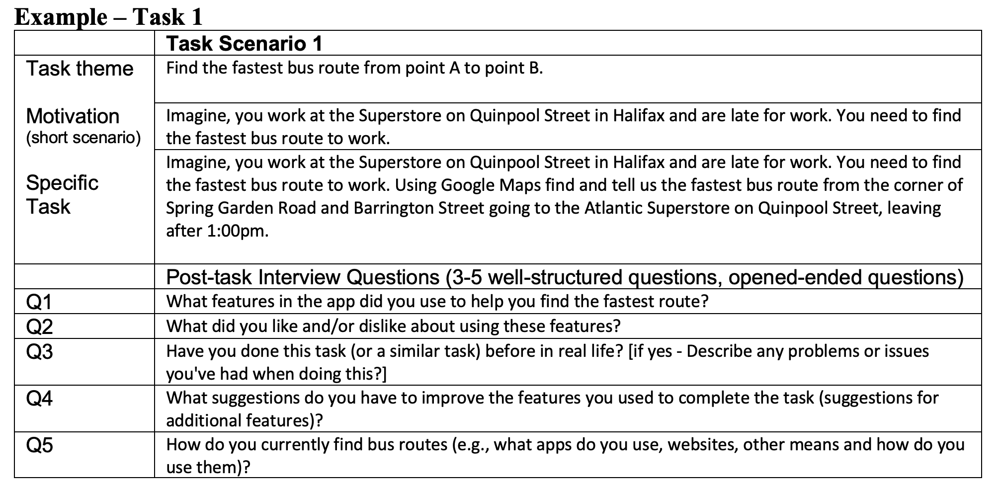 Example – Task 1
Task Scenario 1
Task theme
Find the fastest bus route from point A to point B.
Motivation
(short scenario)
Imagine, you work at the Superstore on Quinpool Street in Halifax and are late for work. You need to find
the fastest bus route to work.
Specific
Task
Imagine, you work at the Superstore on Quinpool Street in Halifax and are late for work. You need to find
the fastest bus route to work. Using Google Maps find and tell us the fastest bus route from the corner of
Spring Garden Road and Barrington Street going to the Atlantic Superstore on Quinpool Street, leaving
after 1:00pm.
Post-task Interview Questions (3-5 well-structured questions, opened-ended questions)
Q1
What features in the app did you use to help you find the fastest route?
Q2
What did you like and/or dislike about using these features?
Q3
Have you done this task (or a similar task) before in real life? [if yes - Describe any problems or issues
you've had when doing this?]
Q4
What suggestions do you have to improve the features you used to complete the task (suggestions for
additional features)?
Q5
How do you currently find bus routes (e.g., what apps do you use, websites, other means and how do you
use them)?